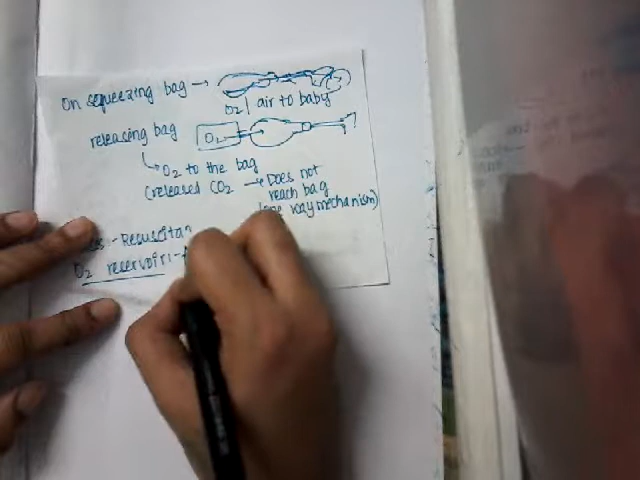 On squeezing bag →
O2 | air to baby
releasing bag O2
↳ O2 to the bag
(released CO2 → Does not
reach bag
(one way mechanism)
:- Resuscitan
O2 reservoir :-